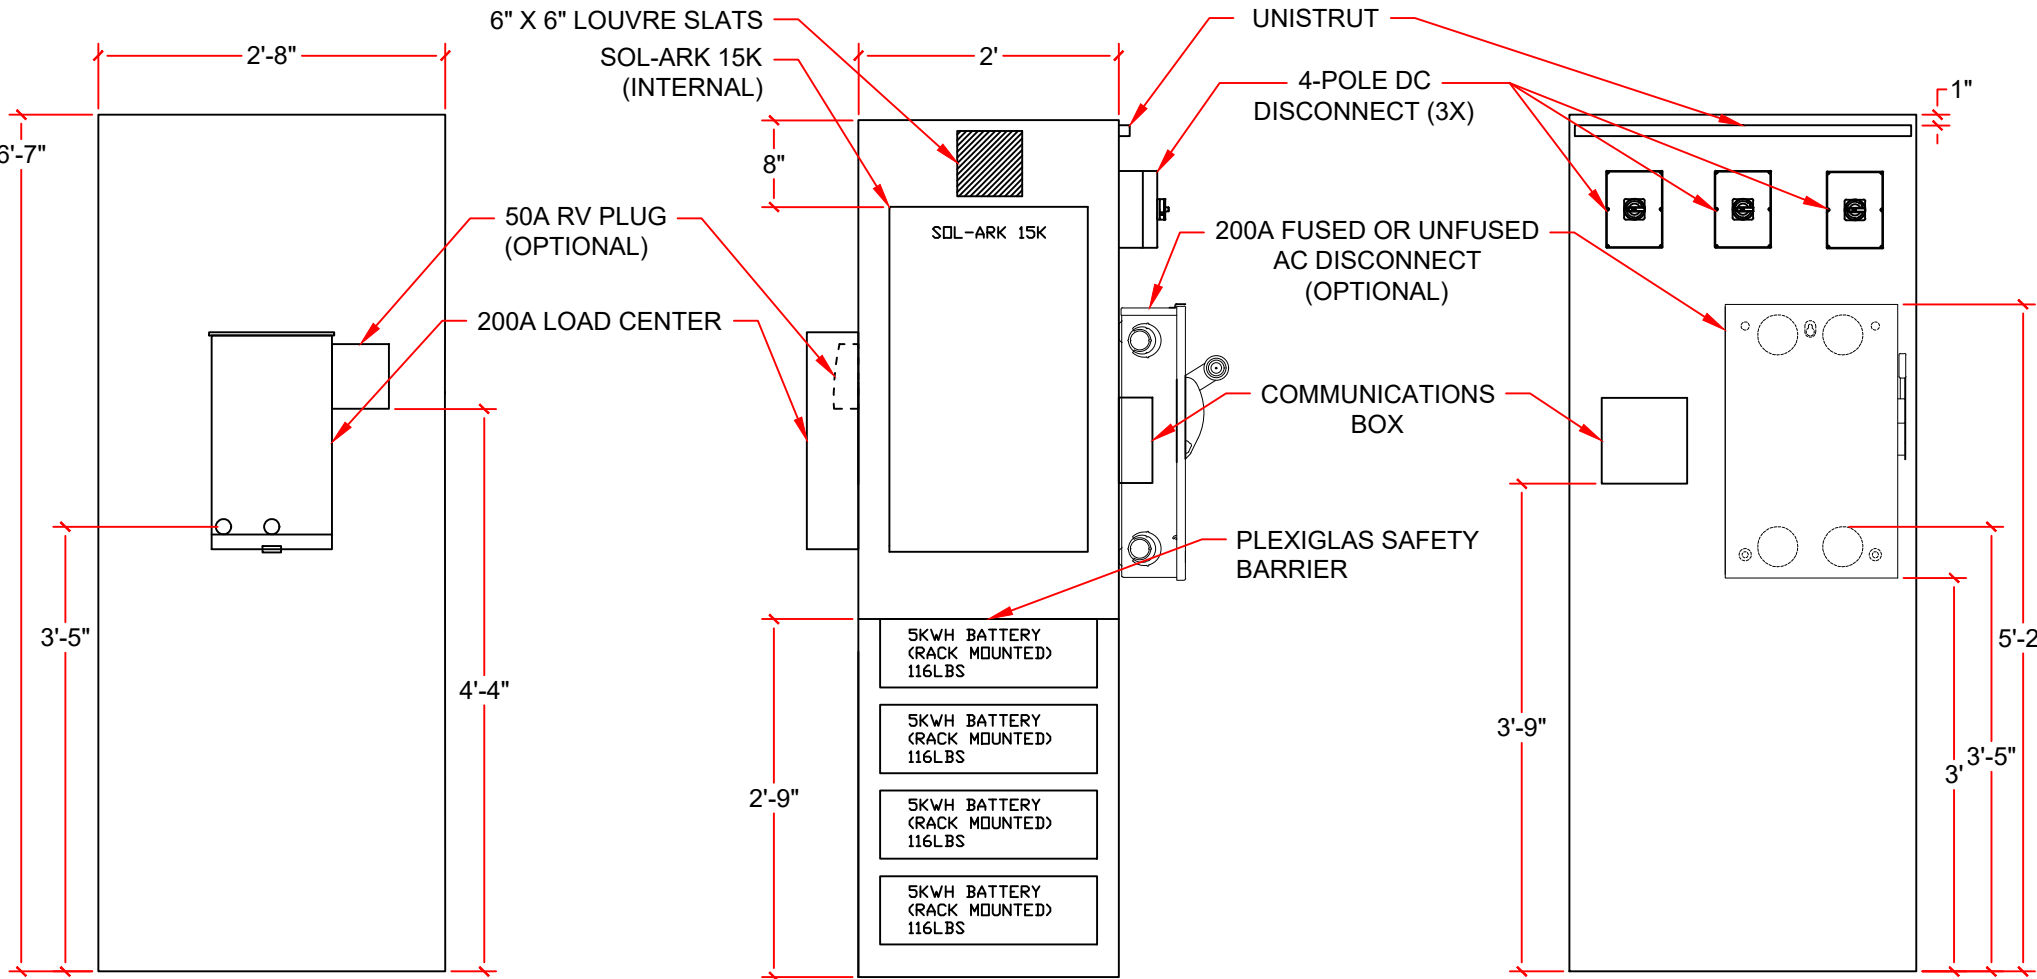 6" X 6" LOUVRE SLATS
UNISTRUT
2'-8"
SOL-ARK 15K
(INTERNAL)
2'
4-POLE DC
DISCONNECT (3X)
1"
6'-7"
8"
50A RV PLUG
(OPTIONAL)
SOL-ARK 15K
200A FUSED OR UNFUSED
AC DISCONNECT
(OPTIONAL)
200A LOAD CENTER
COMMUNICATIONS
BOX
PLEXIGLAS SAFETY
BARRIER
3'-5"
4'-4"
5KWH BATTERY
(RACK MOUNTED)
116LBS
5'-2
3'-9"
3'-5"
3'
2'-9"
5KWH BATTERY
(RACK MOUNTED)
116LBS
5KWH BATTERY
(RACK MOUNTED)
116LBS
5KWH BATTERY
(RACK MOUNTED)
116LBS